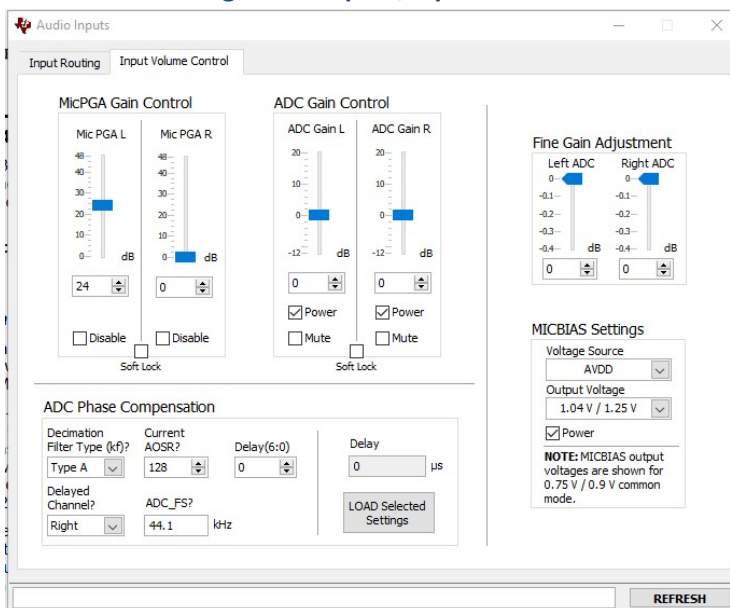 Audio Inputs
Input Routing
Input Volume Control
MicPGA Gain Control
Mic PGA L
Mic PGA R
48
40
30
20
10
0
dB
48
40
30
20
10
0
dB
24
0
Disable
Disable
Soft Lock
ADC Gain Control
ADC Gain L
ADC Gain R
20
10
0
-12
dB
20
10
0
-12
dB
0
0
Power
Power
Mute
Mute
Soft Lock
Fine Gain Adjustment
Left ADC
Right ADC
0
-0.1
-0.2
-0.3
-0.4
dB
0
-0.1
-0.2
-0.3
-0.4
dB
0
0
MICBIAS Settings
Voltage Source
AVDD
Output Voltage
1.04 V / 1.25 V
Power
NOTE: MICBIAS output
voltages are shown for
0.75 V / 0.9 V common
mode.
ADC Phase Compensation
Decimation
Filter Type (kf)?
Type A
Current
AOSR?
128
Delay(6:0)
0
Delayed
Channel?
Right
ADC_FS?
44.1 kHz
Delay
0 µs
LOAD Selected
Settings
REFRESH